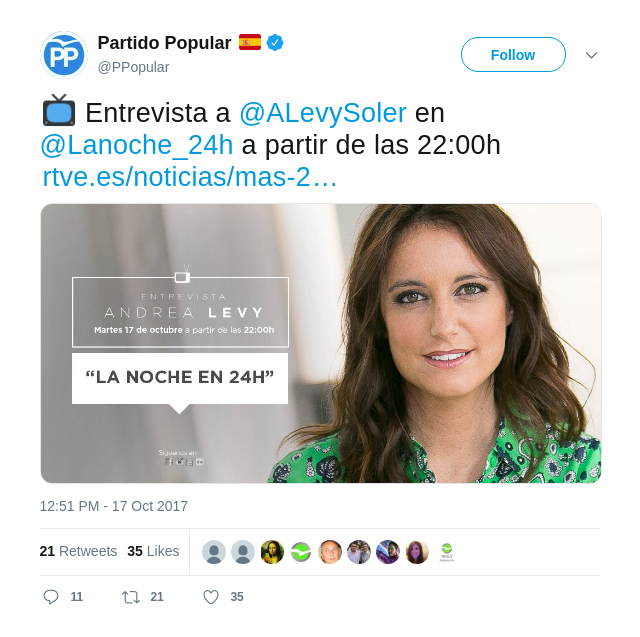 PP
Partido Popular
@PPopular
Follow
Entrevista a @ALevySoler en
@Lanoche_24h a partir de las 22:00h
rtve.es/noticias/mas-2…
ENTREVISTA
ANDREA LEVY
Martes 17 de octubre a partir de las 22:00h
“LA NOCHE EN 24H”
Síguenos en:
12:51 PM - 17 Oct 2017
21 Retweets 35 Likes
11 21 35